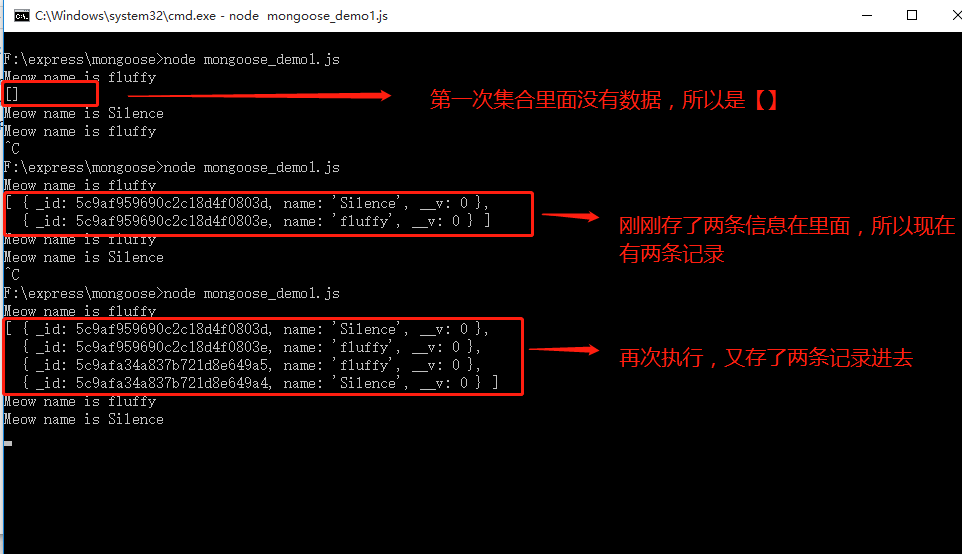 C:\Windows\system32\cmd.exe - node mongoose_demo1.js
F:\express\mongoose>node mongoose_demo1.js
Meow name is fluffy
[]
第一次集合里面没有数据，所以是【】
Meow name is Silence
Meow name is fluffy
^C
F:\express\mongoose>node mongoose_demo1.js
Meow name is fluffy
[ { _id: 5c9af959690c2c18d4f0803d, name: 'Silence', __v: 0 },
{ _id: 5c9af959690c2c18d4f0803e, name: 'fluffy', __v: 0 } ]
刚刚存了两条信息在里面，所以现在
有两条记录
Meow name is fluffy
Meow name is Silence
^C
F:\express\mongoose>node mongoose_demo1.js
Meow name is fluffy
[ { _id: 5c9af959690c2c18d4f0803d, name: 'Silence', __v: 0 },
{ _id: 5c9af959690c2c18d4f0803e, name: 'fluffy', __v: 0 },
{ _id: 5c9afa34a837b721d8e649a5, name: 'fluffy', __v: 0 },
{ _id: 5c9afa34a837b721d8e649a4, name: 'Silence', __v: 0 } ]
再次执行，又存了两条记录进去
Meow name is fluffy
Meow name is Silence